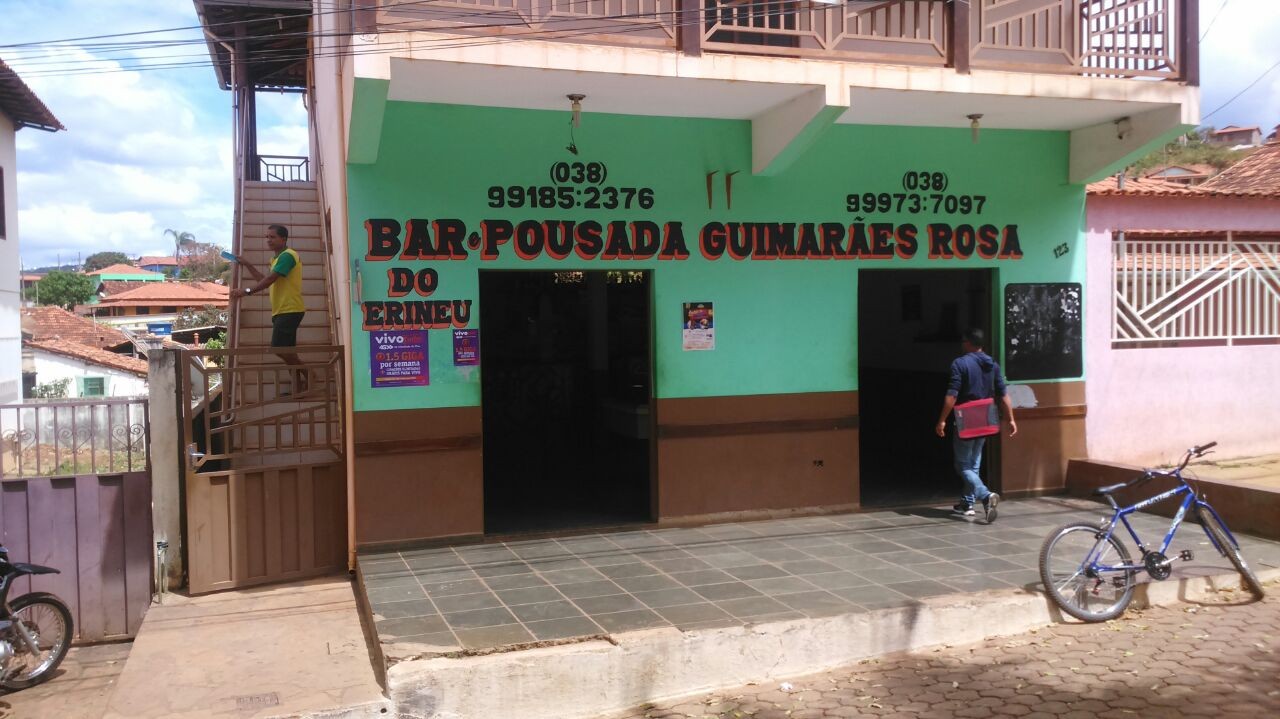 (038)
99185:2376
(038)
99973:7097
BAR e POUSADA GUIMARÃES ROSA
DO
ERINEU
123
vivo
1.5 GIGA
por semana